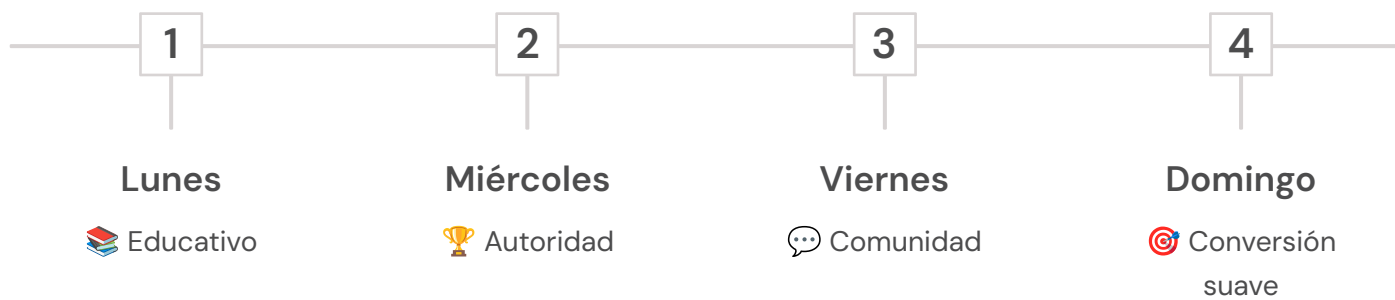 1
2
3
4
Lunes
Miércoles
Viernes
Domingo
📚 Educativo
🏆 Autoridad
💬 Comunidad
🎯 Conversión
suave